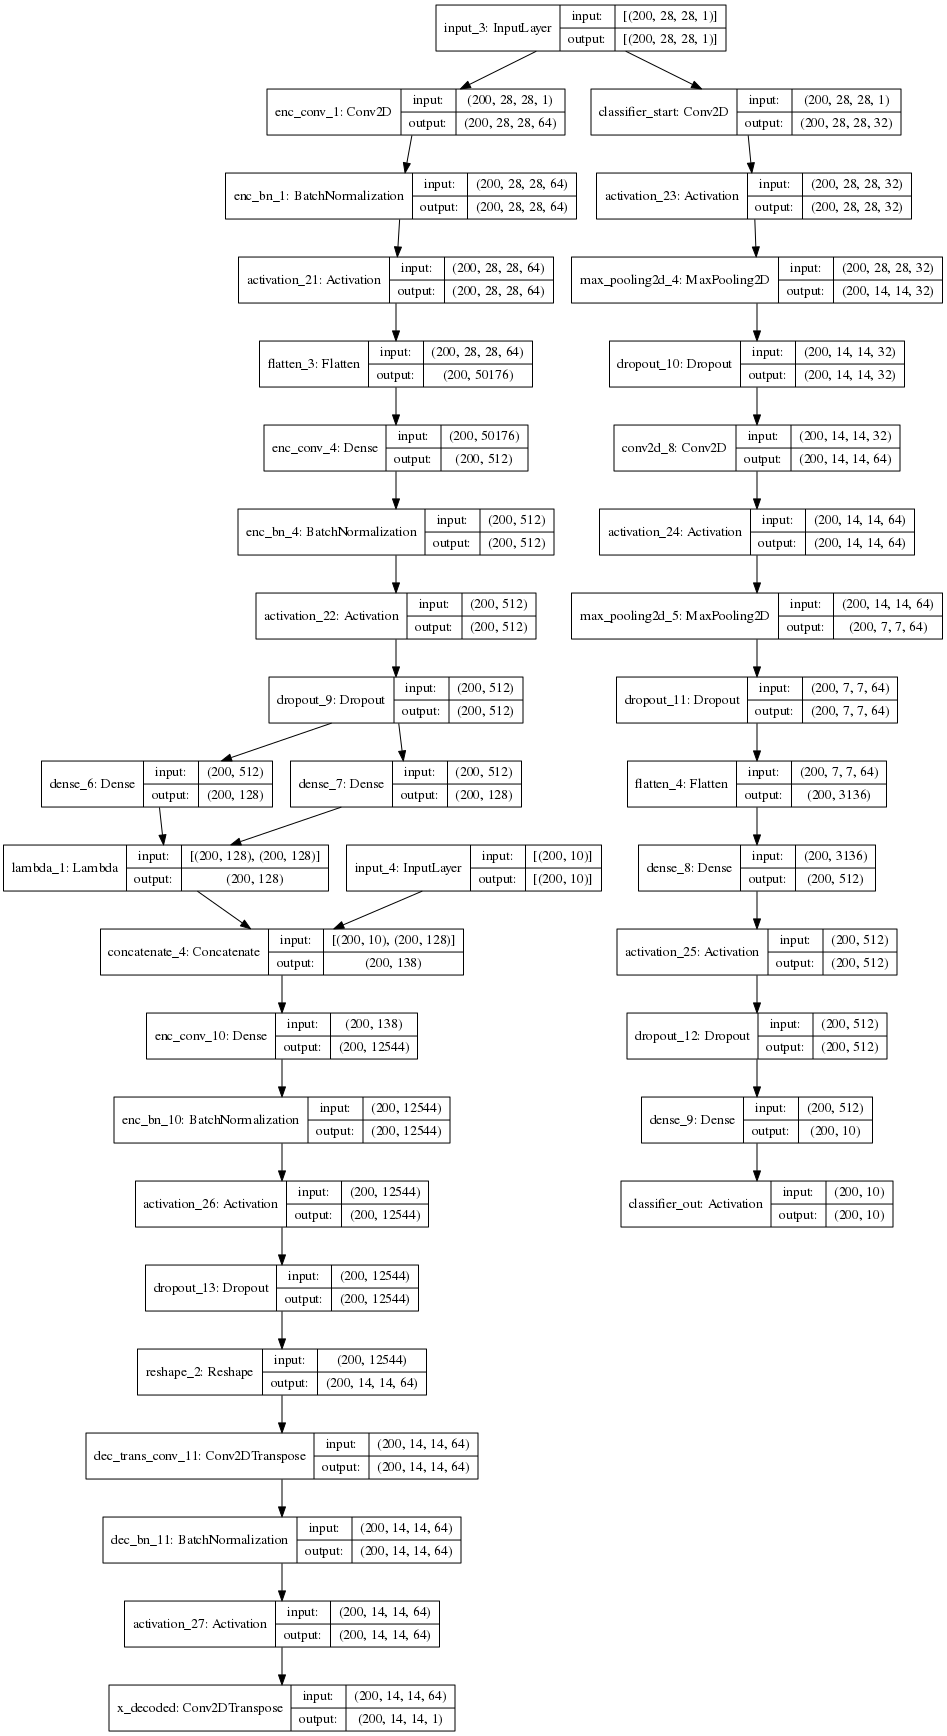 input_3: InputLayer
input: [(200, 28, 28, 1)]
output: [(200, 28, 28, 1)]
enc_conv_1: Conv2D
input: (200, 28, 28, 1)
output: (200, 28, 28, 64)
classifier_start: Conv2D
input: (200, 28, 28, 1)
output: (200, 28, 28, 32)
enc_bn_1: BatchNormalization
input: (200, 28, 28, 64)
output: (200, 28, 28, 64)
activation_23: Activation
input: (200, 28, 28, 32)
output: (200, 28, 28, 32)
activation_21: Activation
input: (200, 28, 28, 64)
output: (200, 28, 28, 64)
max_pooling2d_4: MaxPooling2D
input: (200, 28, 28, 32)
output: (200, 14, 14, 32)
flatten_3: Flatten
input: (200, 28, 28, 64)
output: (200, 50176)
dropout_10: Dropout
input: (200, 14, 14, 32)
output: (200, 14, 14, 32)
enc_conv_4: Dense
input: (200, 50176)
output: (200, 512)
conv2d_8: Conv2D
input: (200, 14, 14, 32)
output: (200, 14, 14, 64)
enc_bn_4: BatchNormalization
input: (200, 512)
output: (200, 512)
activation_24: Activation
input: (200, 14, 14, 64)
output: (200, 14, 14, 64)
activation_22: Activation
input: (200, 512)
output: (200, 512)
max_pooling2d_5: MaxPooling2D
input: (200, 14, 14, 64)
output: (200, 7, 7, 64)
dropout_9: Dropout
input: (200, 512)
output: (200, 512)
dropout_11: Dropout
input: (200, 7, 7, 64)
output: (200, 7, 7, 64)
dense_6: Dense
input: (200, 512)
output: (200, 128)
dense_7: Dense
input: (200, 512)
output: (200, 128)
flatten_4: Flatten
input: (200, 7, 7, 64)
output: (200, 3136)
lambda_1: Lambda
input: [(200, 128), (200, 128)]
output: (200, 128)
input_4: InputLayer
input: [(200, 10)]
output: [(200, 10)]
dense_8: Dense
input: (200, 3136)
output: (200, 512)
concatenate_4: Concatenate
input: [(200, 10), (200, 128)]
output: (200, 138)
activation_25: Activation
input: (200, 512)
output: (200, 512)
enc_conv_10: Dense
input: (200, 138)
output: (200, 12544)
dropout_12: Dropout
input: (200, 512)
output: (200, 512)
enc_bn_10: BatchNormalization
input: (200, 12544)
output: (200, 12544)
dense_9: Dense
input: (200, 512)
output: (200, 10)
activation_26: Activation
input: (200, 12544)
output: (200, 12544)
classifier_out: Activation
input: (200, 10)
output: (200, 10)
dropout_13: Dropout
input: (200, 12544)
output: (200, 12544)
reshape_2: Reshape
input: (200, 12544)
output: (200, 14, 14, 64)
dec_trans_conv_11: Conv2DTranspose
input: (200, 14, 14, 64)
output: (200, 14, 14, 64)
dec_bn_11: BatchNormalization
input: (200, 14, 14, 64)
output: (200, 14, 14, 64)
activation_27: Activation
input: (200, 14, 14, 64)
output: (200, 14, 14, 64)
x_decoded: Conv2DTranspose
input: (200, 14, 14, 64)
output: (200, 14, 14, 1)